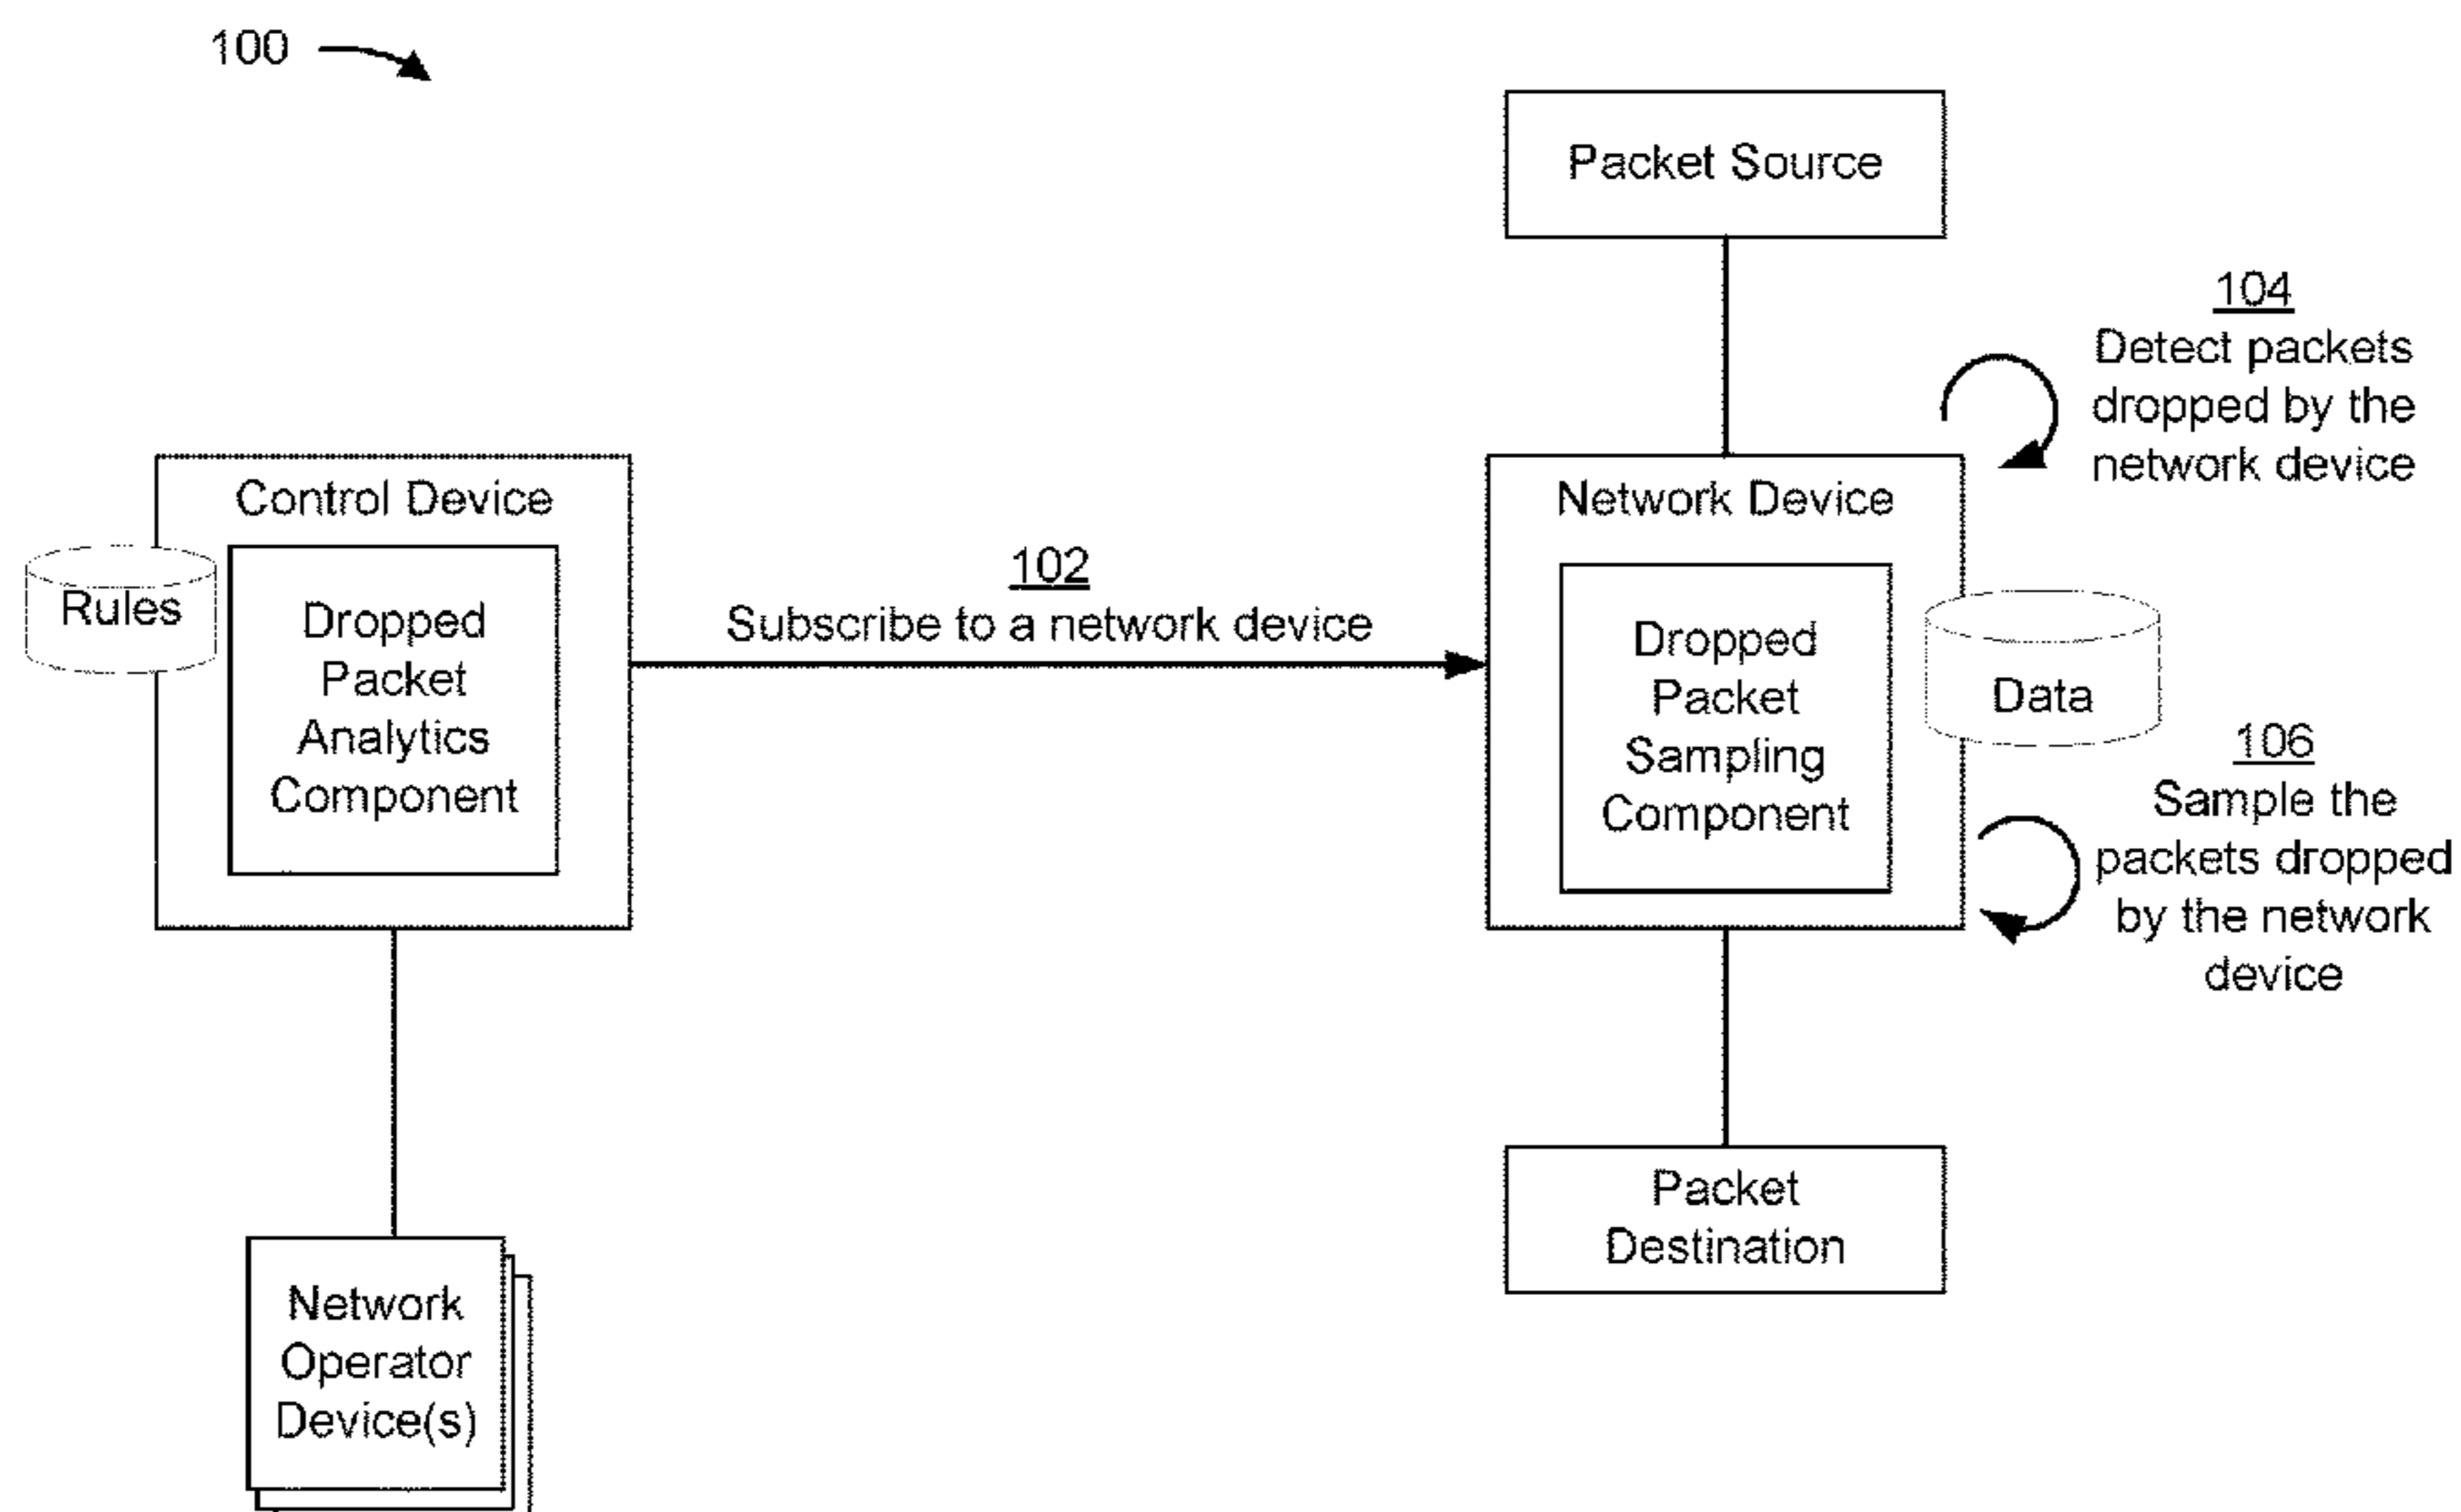 100
Packet Source
104
Detect packets
dropped by the
network device
Control Device
Rules
Dropped
Packet
Analytics
Component
102
Subscribe to a network device
Network Device
Dropped
Packet
Sampling
Component
Data
106
Sample the
packets dropped
by the network
device
Packet
Destination
Network
Operator
Device(s)